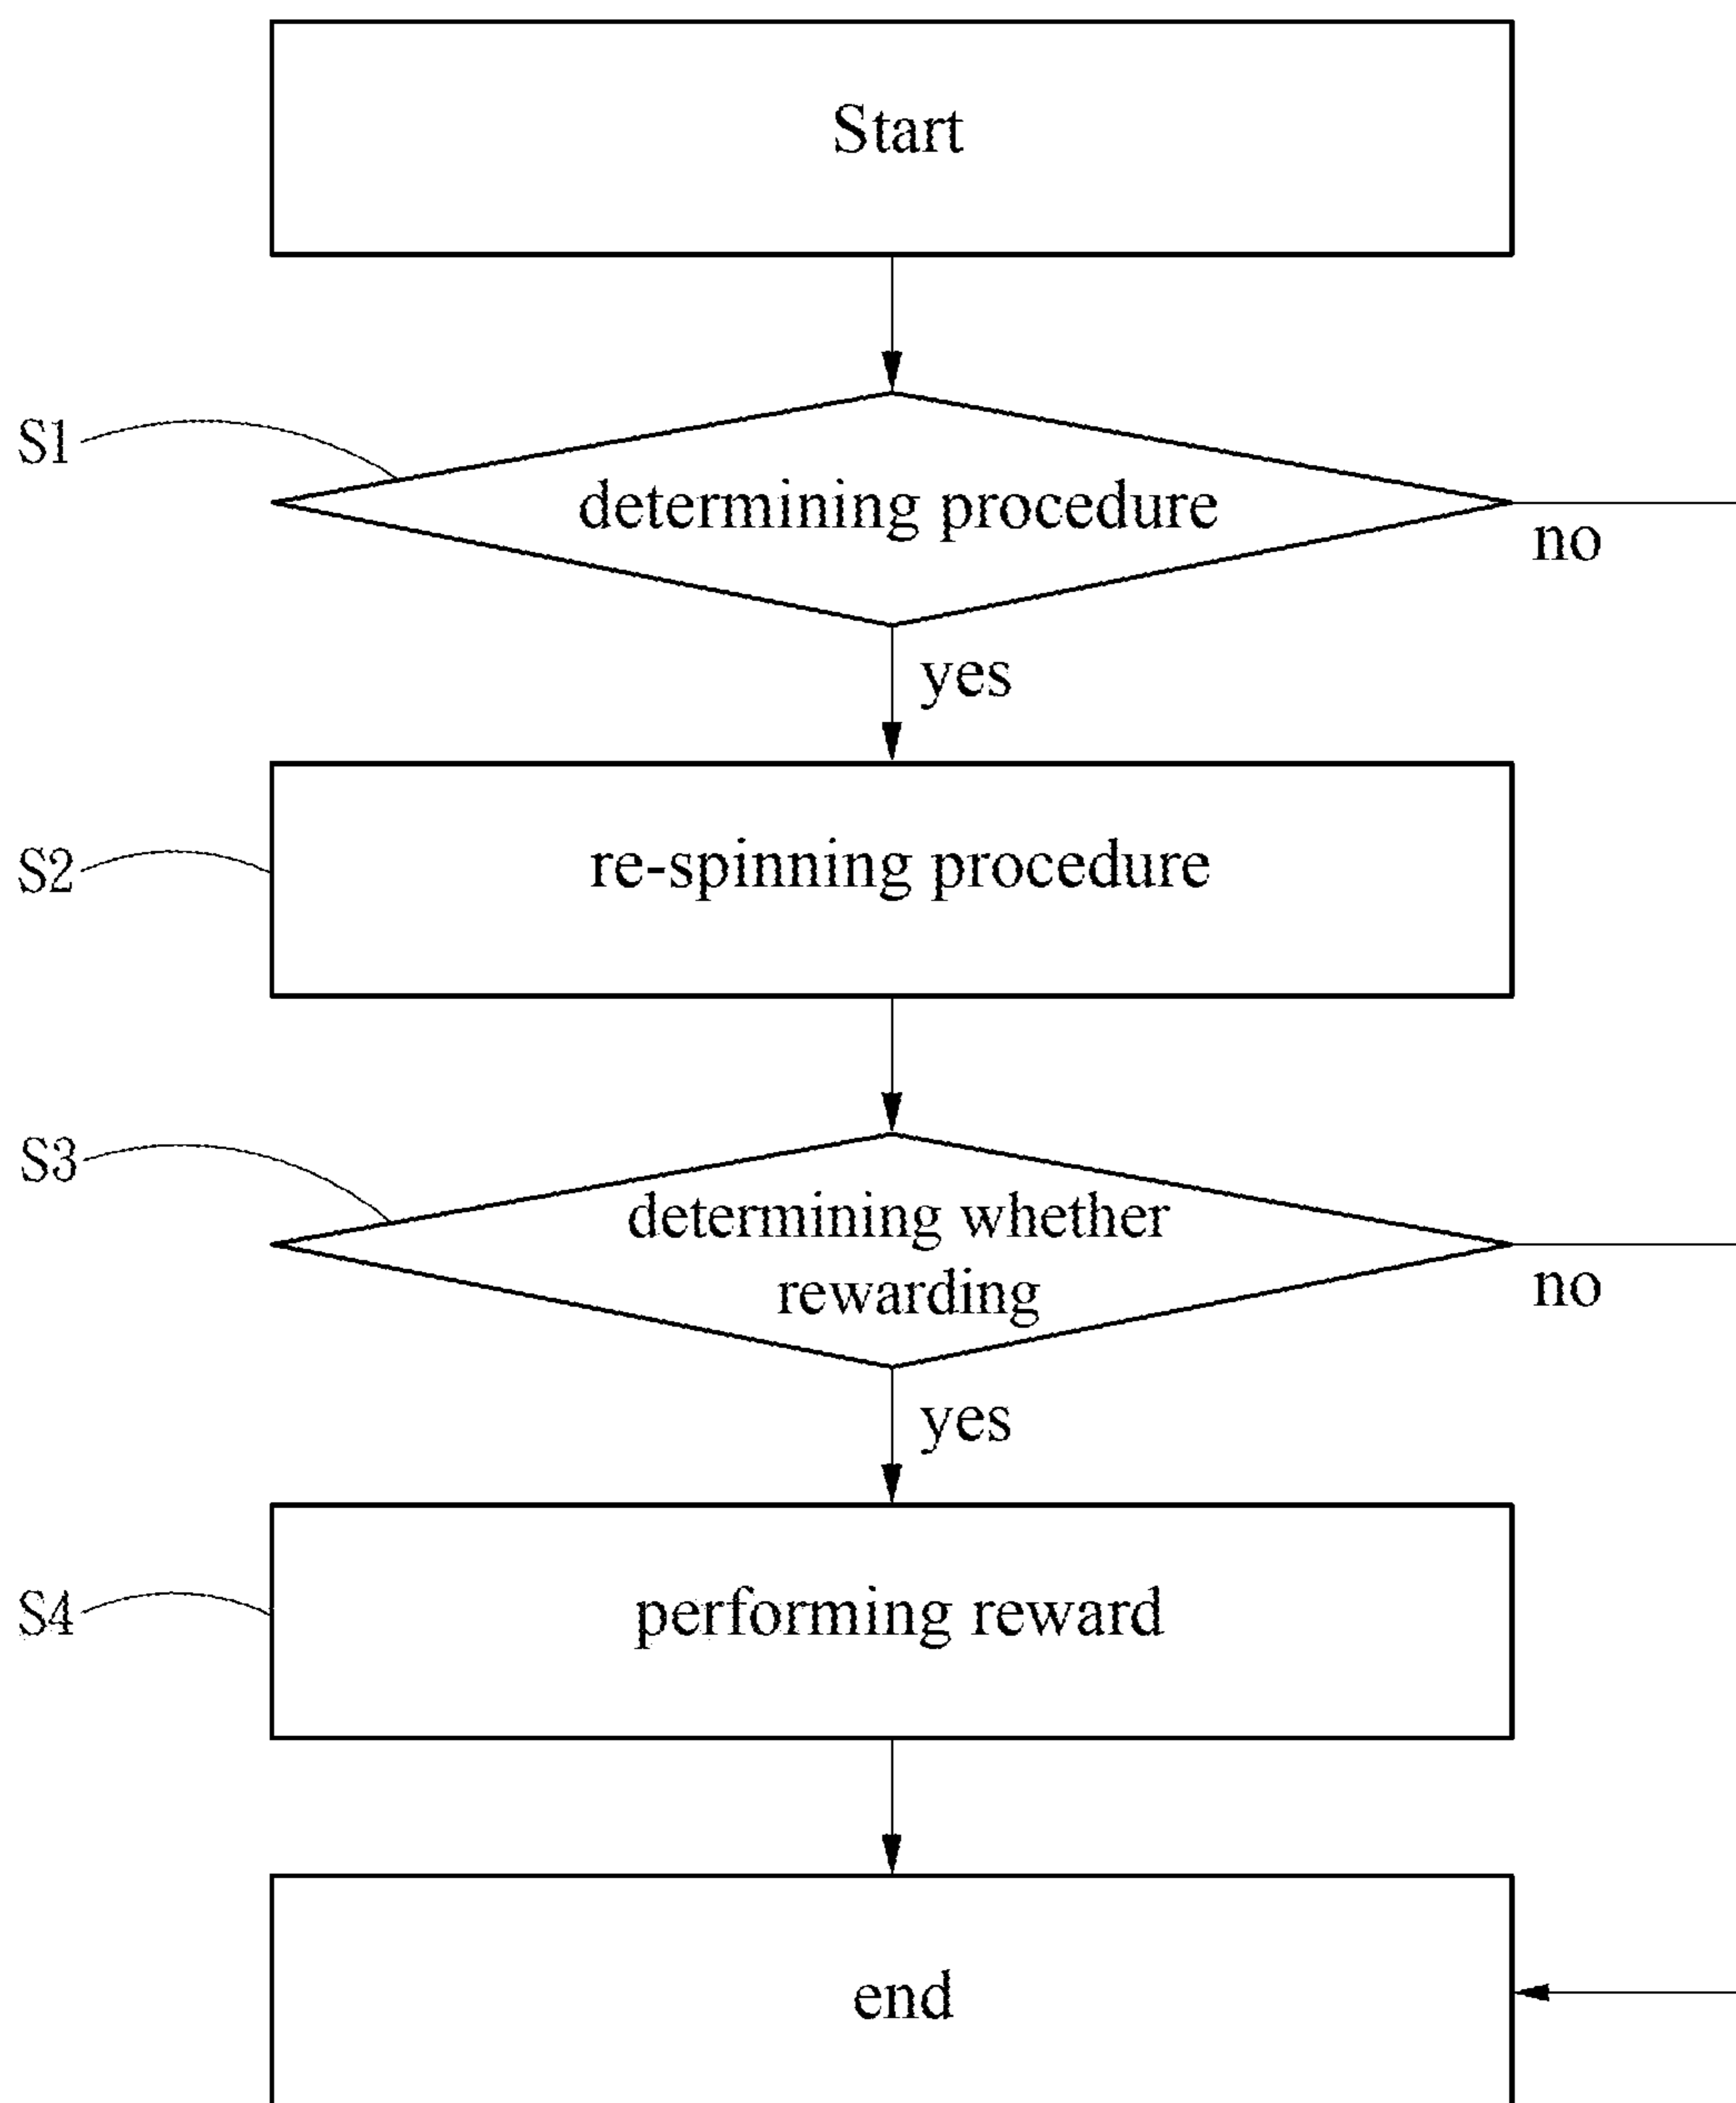 Start
S1
determining procedure
no
yes
S2
re-spinning procedure
S3
determining whether
rewarding
no
yes
S4
performing reward
end